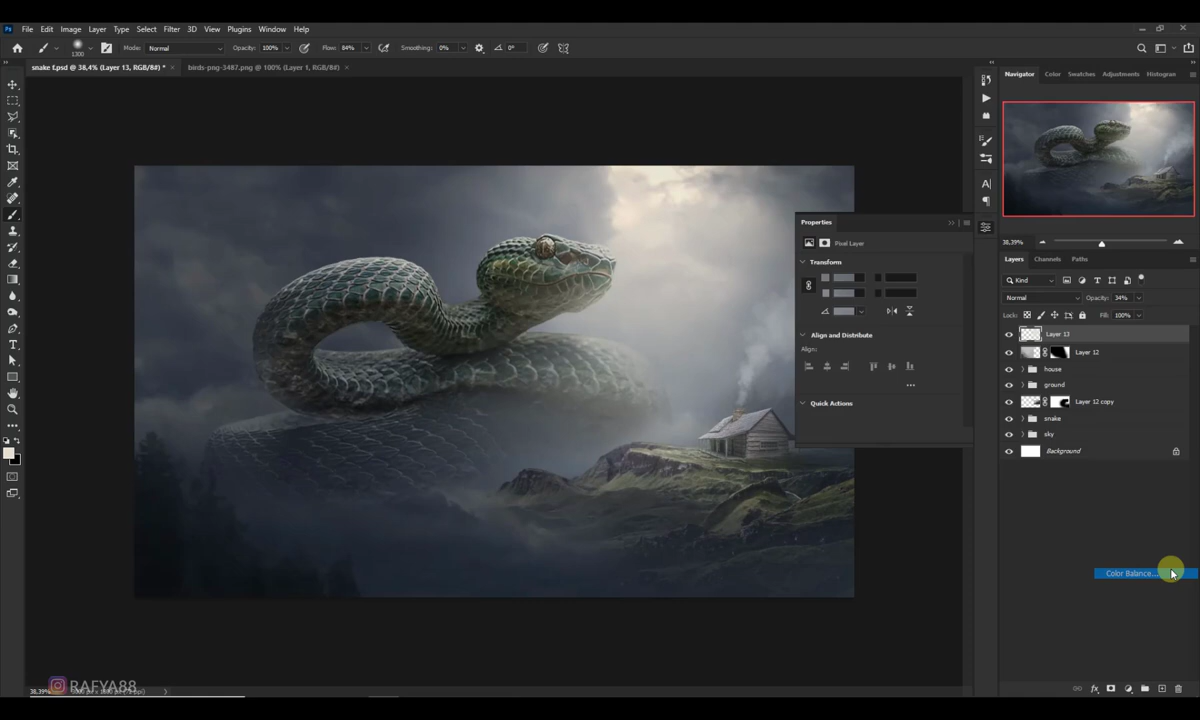 File Edit Image Layer Type Select Filter 3D View Plugins Window Help
1300 Mode: Normal Opacity: 100% Flow: 84% Smoothing: 0% 0°
snake f.psd @ 38,4% (Layer 13, RGB/8#) * × birds-png-3487.png @ 100% (Layer 1, RGB/8#) ×
Navigator Color Swatches Adjustments Histogram
38,39%
Properties
Pixel Layer
Transform
Align and Distribute
Align:
Quick Actions
Layers Channels Paths
Kind
Normal Opacity: 34%
Lock: Fill: 100%
Layer 13
Layer 12
house
ground
Layer 12 copy
snake
sky
Background
Color Balance...
38,39%
RAFYA88